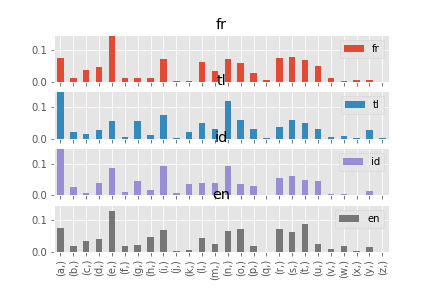 fr
0.1
fr
0.0
tl
0.1
tl
0.0
id
0.1
id
0.0
en
0.1
en
0.0
(a,) (b,) (c,) (d,) (e,) (f,) (g,) (h,) (i,) (j,) (k,) (l,) (m,) (n,) (o,) (p,) (q,) (r,) (s,) (t,) (u,) (v,) (w,) (x,) (y,) (z,)